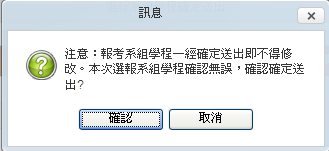 訊息
注意：報考系組學程一經確定送出即不得修
改。本次選報系組學程確認無誤，確認確定送
出?
確認
取消